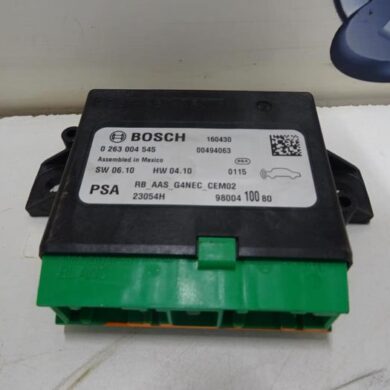 BOSCH 160430
0 263 004 545 00494063
Assembled in Mexico
SW 06.10 HW 04.10 0115
PSA RB_AAS_G4NEC_CEM02
23054H 98004 100 80